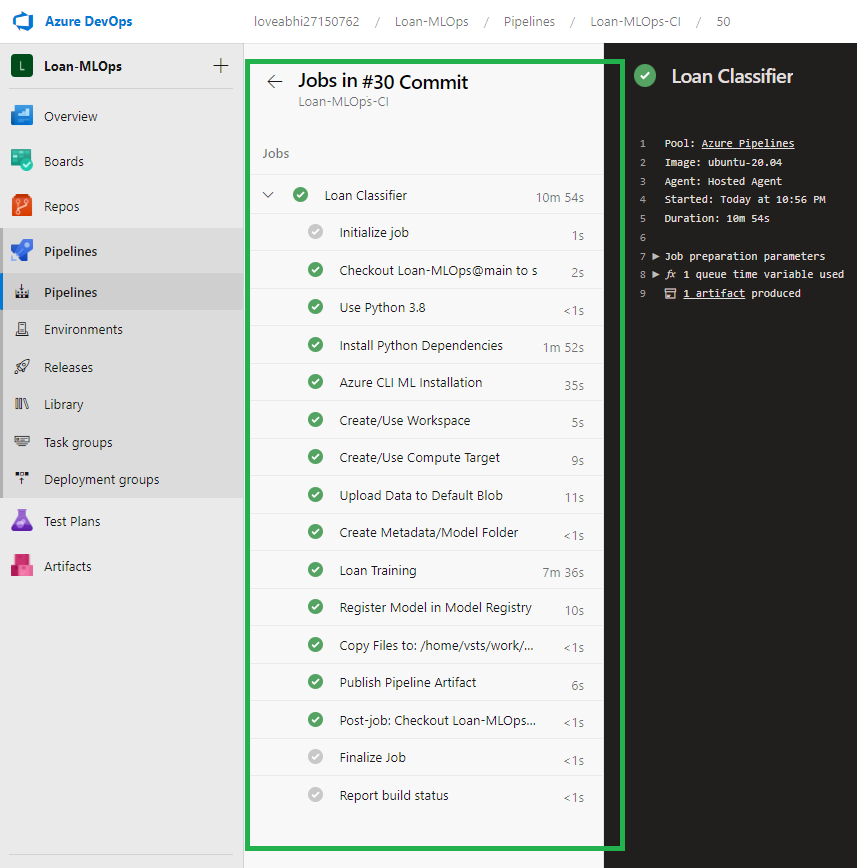 Azure DevOps
loveabhi27150762 / Loan-MLOps / Pipelines / Loan-MLOps-CI / 50
L Loan-MLOps +
Overview
Boards
Repos
Pipelines
Pipelines
Environments
Releases
Library
Task groups
Deployment groups
Test Plans
Artifacts
← Jobs in #30 Commit
Loan-MLOps-CI
Jobs
Loan Classifier 10m 54s
Initialize job 1s
Checkout Loan-MLOps@main to s 2s
Use Python 3.8 <1s
Install Python Dependencies 1m 52s
Azure CLI ML Installation 35s
Create/Use Workspace 5s
Create/Use Compute Target 9s
Upload Data to Default Blob 11s
Create Metadata/Model Folder <1s
Loan Training 7m 36s
Register Model in Model Registry 10s
Copy Files to: /home/vsts/work/... <1s
Publish Pipeline Artifact 6s
Post-job: Checkout Loan-MLOps... <1s
Finalize Job <1s
Report build status <1s
Loan Classifier
1 Pool: Azure Pipelines
2 Image: ubuntu-20.04
3 Agent: Hosted Agent
4 Started: Today at 10:56 PM
5 Duration: 10m 54s
6
7 Job preparation parameters
8 fx 1 queue time variable used
9 1 artifact produced